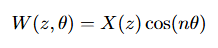 W(z, θ) = X(z) cos(nθ)